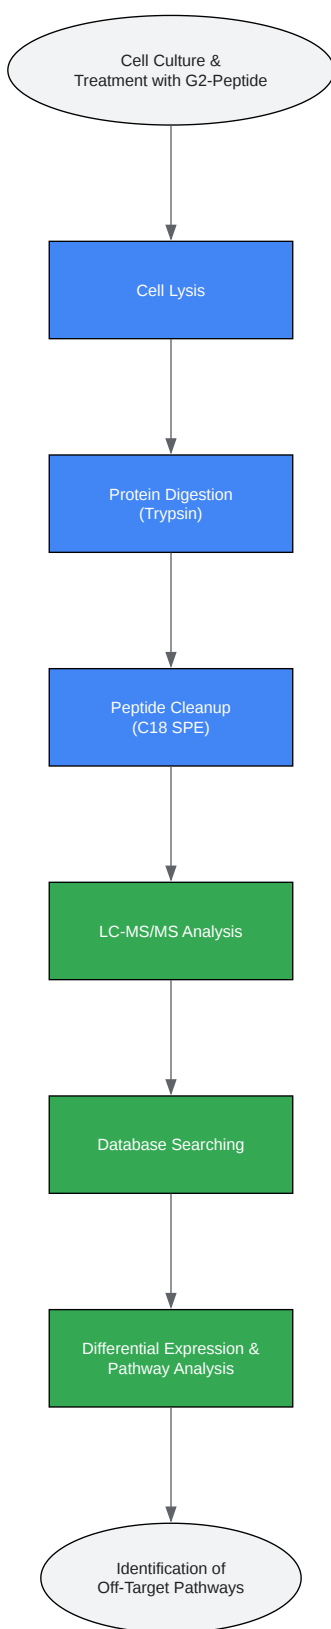 Cell Culture &
Treatment with G2-Peptide
Cell Lysis
Protein Digestion
(Trypsin)
Peptide Cleanup
(C18 SPE)
LC-MS/MS Analysis
Database Searching
Differential Expression &
Pathway Analysis
Identification of
Off-Target Pathways